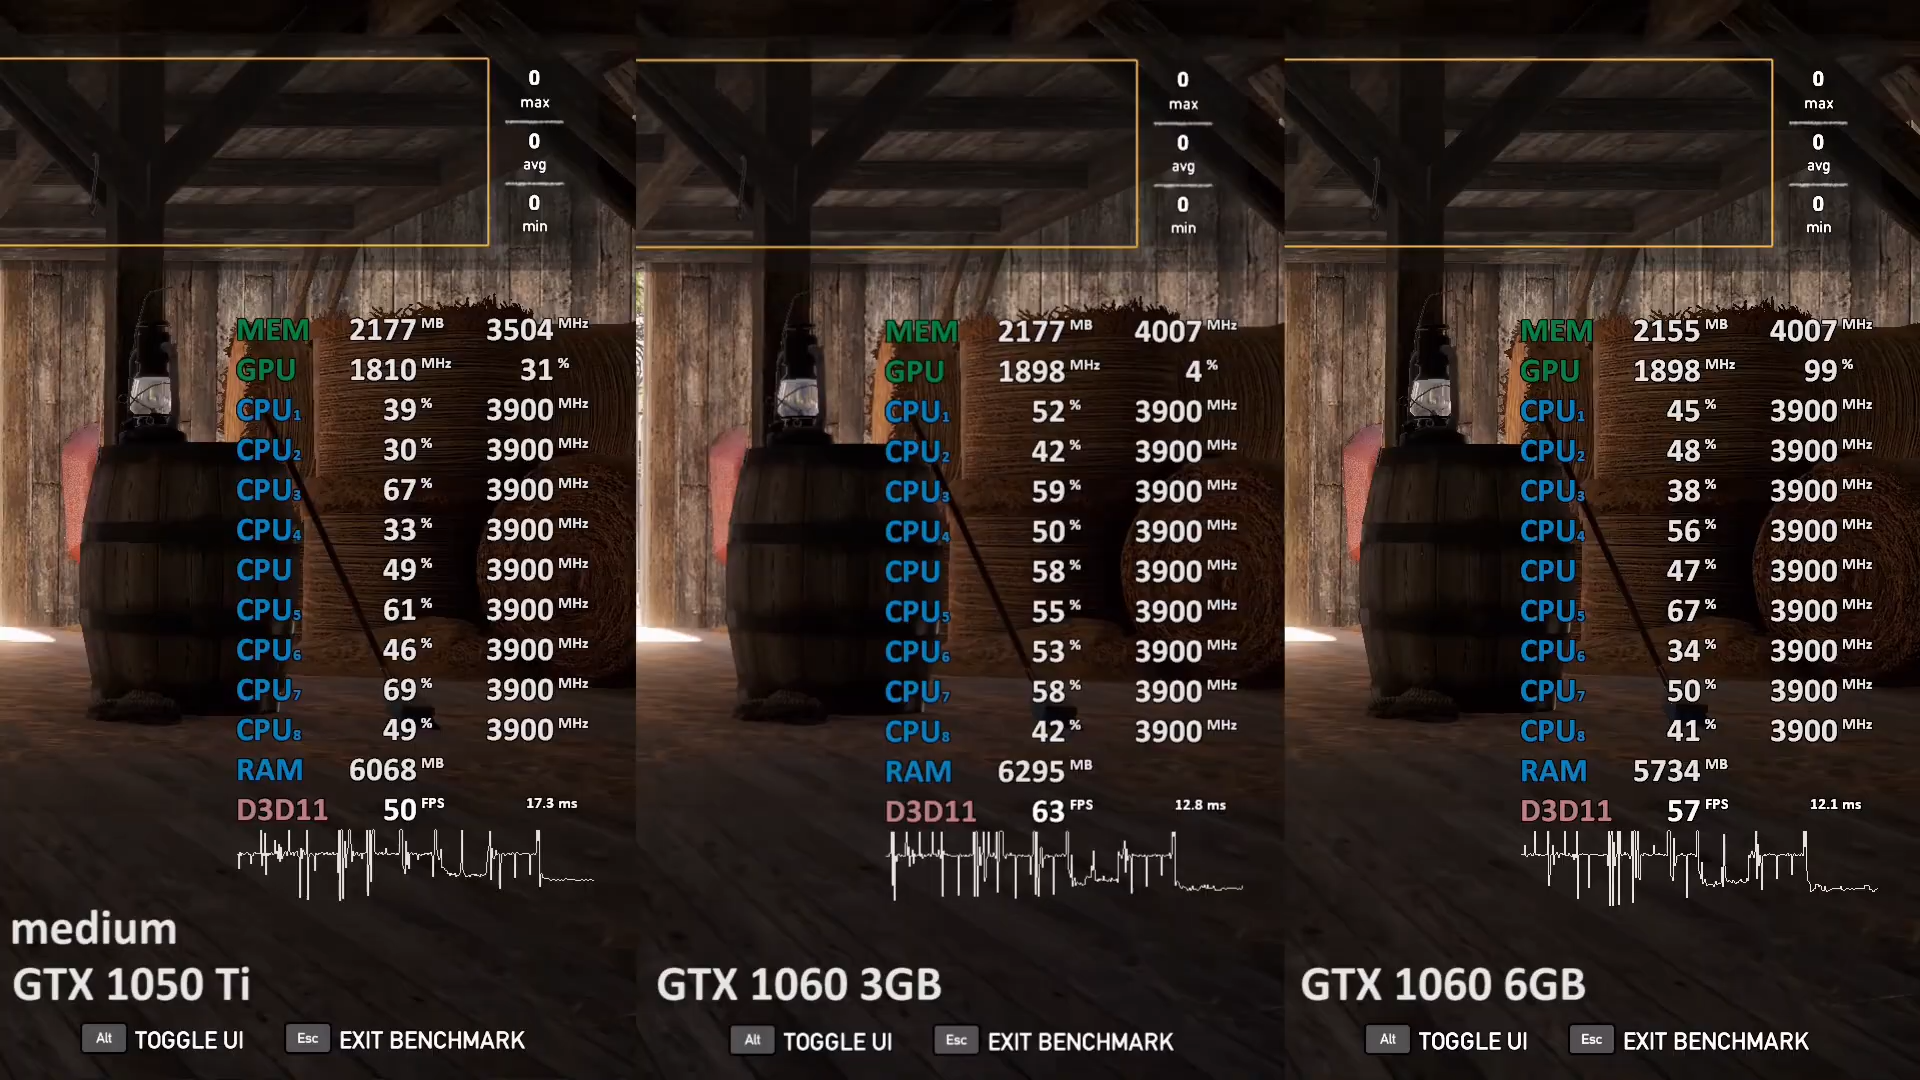 0
max
0
avg
0
min
MEM 2177 MB 3504 MHz
GPU 1810 MHz 31 %
CPU1 39 % 3900 MHz
CPU2 30 % 3900 MHz
CPU3 67 % 3900 MHz
CPU4 33 % 3900 MHz
CPU 49 % 3900 MHz
CPU5 61 % 3900 MHz
CPU6 46 % 3900 MHz
CPU7 69 % 3900 MHz
CPU8 49 % 3900 MHz
RAM 6068 MB
D3D11 50 FPS 17.3 ms
medium
GTX 1050 Ti
Alt TOGGLE UI Esc EXIT BENCHMARK
0
max
0
avg
0
min
MEM 2177 MB 4007 MHz
GPU 1898 MHz 4 %
CPU1 52 % 3900 MHz
CPU2 42 % 3900 MHz
CPU3 59 % 3900 MHz
CPU4 50 % 3900 MHz
CPU 58 % 3900 MHz
CPU5 55 % 3900 MHz
CPU6 53 % 3900 MHz
CPU7 58 % 3900 MHz
CPU8 42 % 3900 MHz
RAM 6295 MB
D3D11 63 FPS 12.8 ms
GTX 1060 3GB
Alt TOGGLE UI Esc EXIT BENCHMARK
0
max
0
avg
0
min
MEM 2155 MB 4007 MHz
GPU 1898 MHz 99 %
CPU1 45 % 3900 MHz
CPU2 48 % 3900 MHz
CPU3 38 % 3900 MHz
CPU4 56 % 3900 MHz
CPU 47 % 3900 MHz
CPU5 67 % 3900 MHz
CPU6 34 % 3900 MHz
CPU7 50 % 3900 MHz
CPU8 41 % 3900 MHz
RAM 5734 MB
D3D11 57 FPS 12.1 ms
GTX 1060 6GB
Alt TOGGLE UI Esc EXIT BENCHMARK